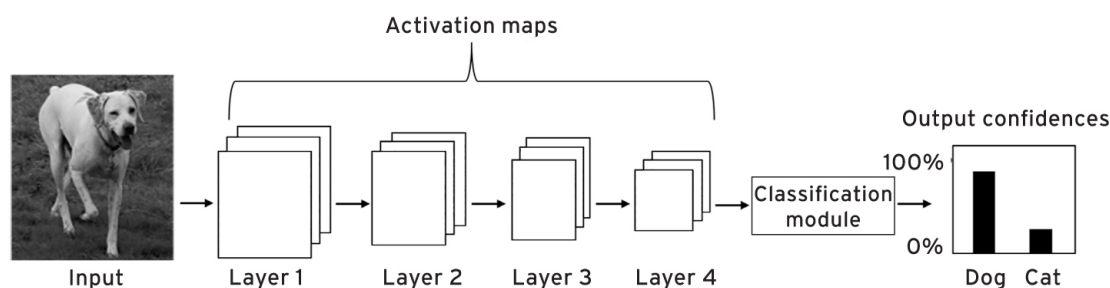 Activation maps
Output confidences
100%
Classification
module
0%
Input
Layer 1
Layer 2
Layer 3
Layer 4
Dog
Cat